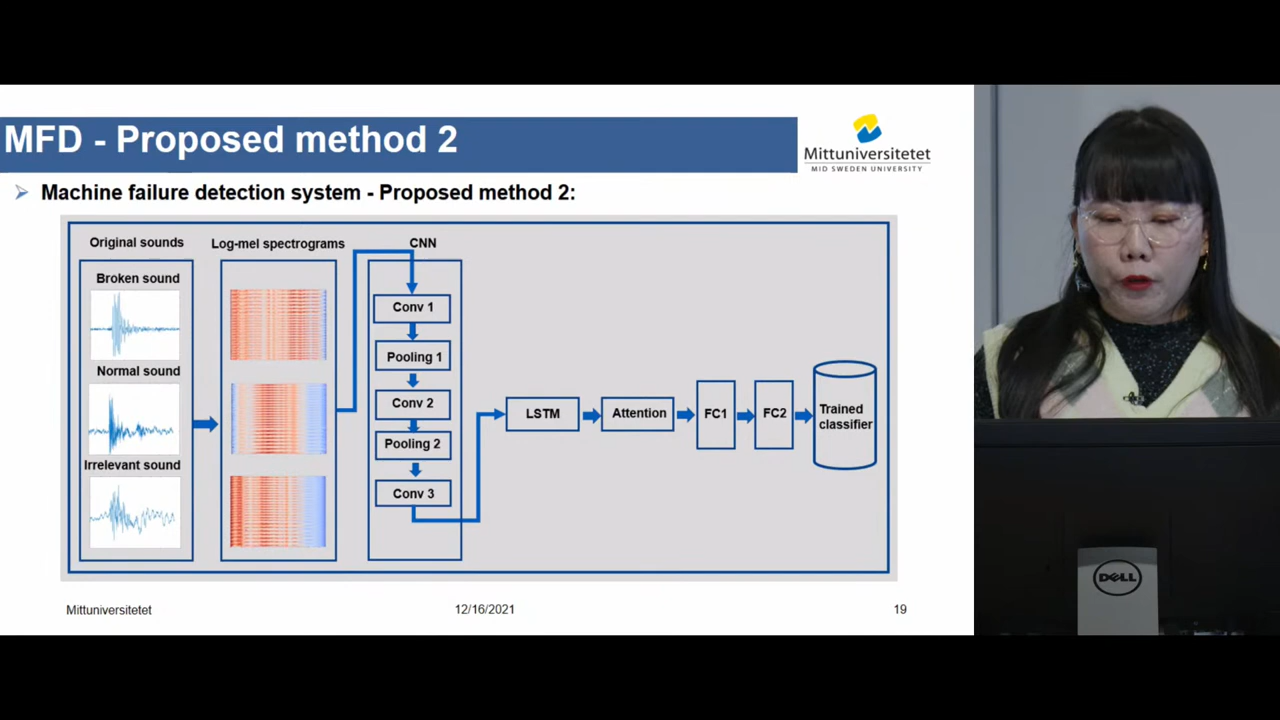 MFD - Proposed method 2
Mittuniversitetet
MID SWEDEN UNIVERSITY
Machine failure detection system - Proposed method 2:
Original sounds
Log-mel spectrograms
CNN
Broken sound
Normal sound
Irrelevant sound
Conv 1
Pooling 1
Conv 2
Pooling 2
Conv 3
LSTM
Attention
FC1
FC2
Trained
classifier
Mittuniversitetet
12/16/2021
19
DELL